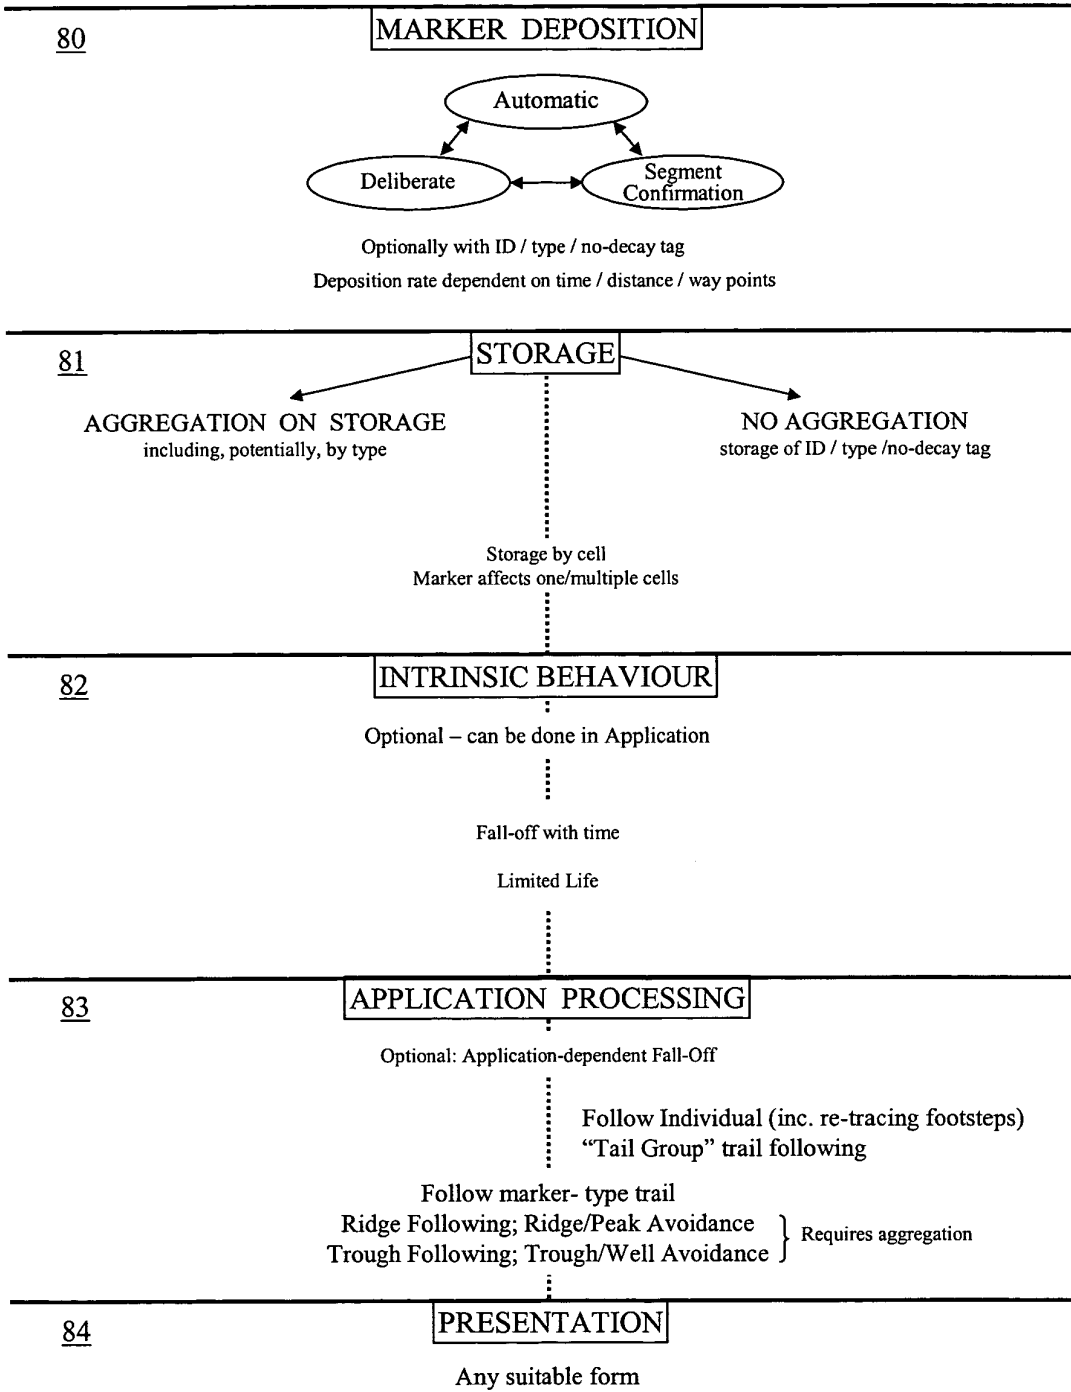 80
MARKER DEPOSITION
Automatic
Deliberate
Segment
Confirmation
Optionally with ID / type / no-decay tag
Deposition rate dependent on time / distance / way points
81
STORAGE
AGGREGATION ON STORAGE
including, potentially, by type
NO AGGREGATION
storage of ID / type /no-decay tag
Storage by cell
Marker affects one/multiple cells
82
INTRINSIC BEHAVIOUR
Optional – can be done in Application
Fall-off with time
Limited Life
83
APPLICATION PROCESSING
Optional: Application-dependent Fall-Off
Follow Individual (inc. re-tracing footsteps)
“Tail Group” trail following
Follow marker- type trail
Ridge Following; Ridge/Peak Avoidance
Trough Following; Trough/Well Avoidance
Requires aggregation
84
PRESENTATION
Any suitable form